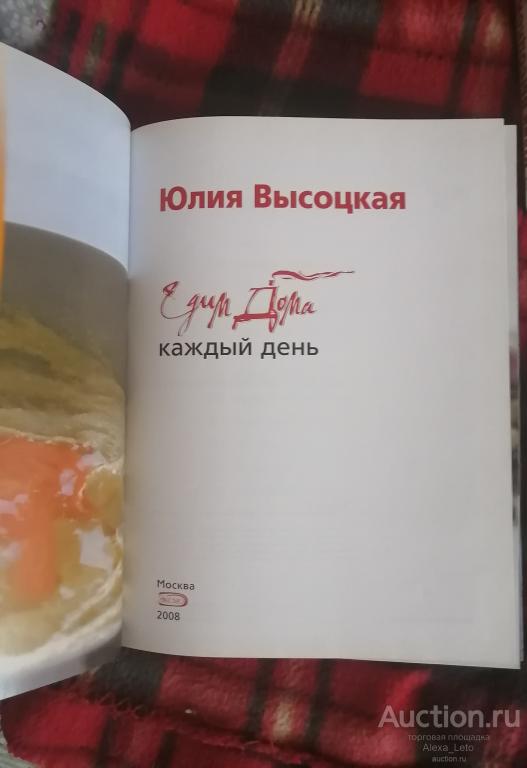 Юлия Высоцкая
Едим Дома
каждый день
Москва
2008
Auction.ru
торговая площадка
Alexa_Leto
auction.ru